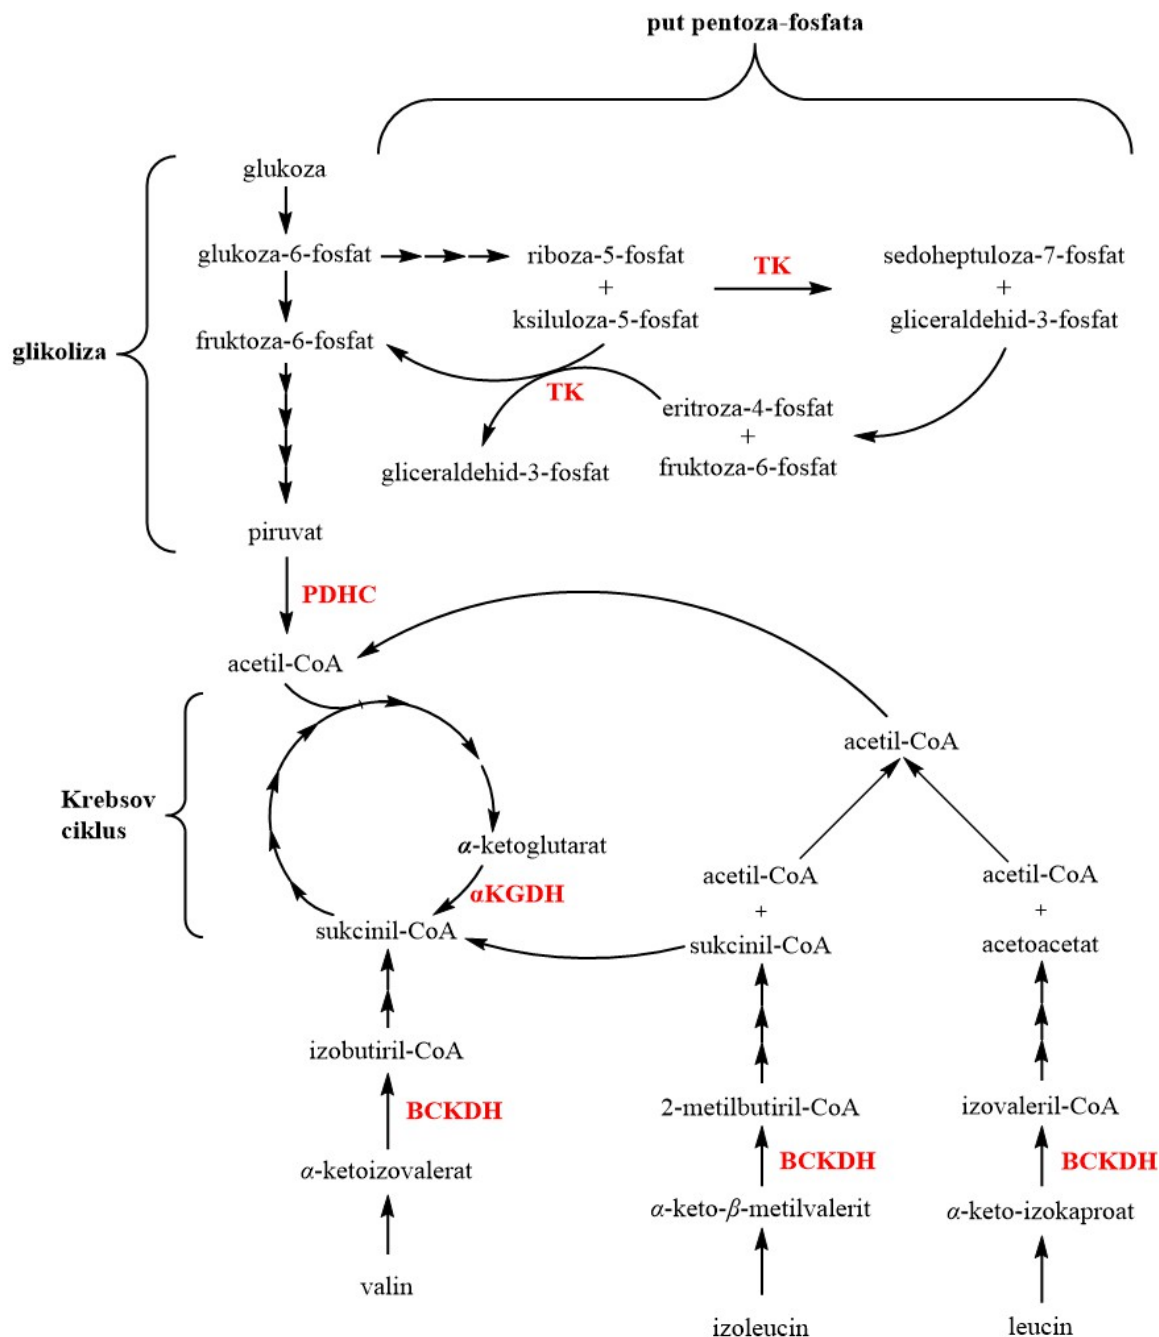 put pentoza-fosfata
glukoza
glukoza-6-fosfat
riboza-5-fosfat
+
ksiluloza-5-fosfat
TK
sedoheptuloza-7-fosfat
+
gliceraldehid-3-fosfat
fruktoza-6-fosfat
glikoliza
TK
eritroza-4-fosfat
+
fruktoza-6-fosfat
gliceraldehid-3-fosfat
piruvat
PDHC
acetil-CoA
acetil-CoA
Krebsov
ciklus
α-ketoglutarat
αKGDH
sukcinil-CoA
acetil-CoA
+
sukcinil-CoA
acetil-CoA
+
acetoacetat
izobutiril-CoA
BCKDH
α-ketoizovalerat
valin
2-metilbutiril-CoA
BCKDH
α-keto-β-metilvalerit
izoleucin
izovaleril-CoA
BCKDH
α-keto-izokaproat
leucin